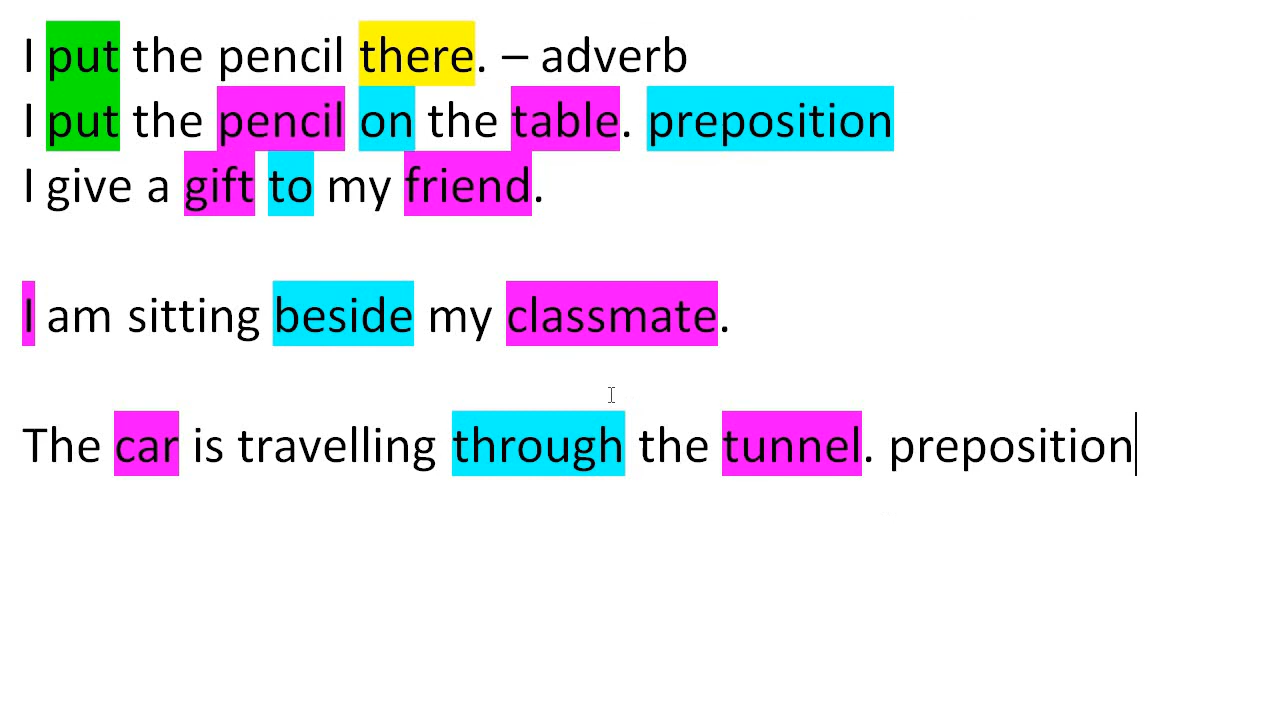 I put the pencil there. – adverb
I put the pencil on the table. preposition
I give a gift to my friend.
I am sitting beside my classmate.
The car is travelling through the tunnel. preposition